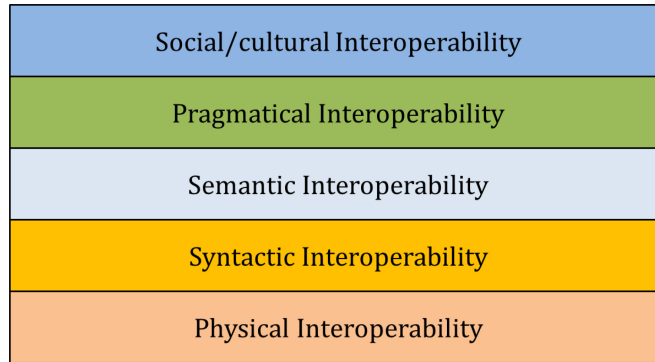 Social/cultural Interoperability
Pragmatical Interoperability
Semantic Interoperability
Syntactic Interoperability
Physical Interoperability